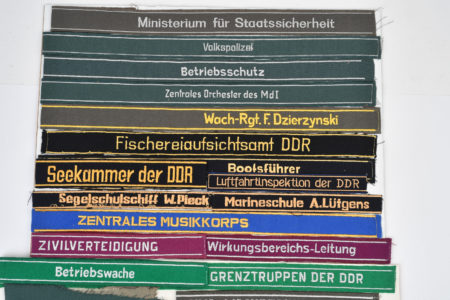 Ministerium für Staatssicherheit
Volkspolizei
Betriebsschutz
Zentrales Orchester des MdI
Wach-Rgt. F. Dzierzynski
Fischereiaufsichtsamt DDR
Seekammer der DDR
Bootsführer
Luftfahrtinspektion der DDR
Segelschulschiff W. Pieck
Marineschule A. Lütgens
ZENTRALES MUSIKKORPS
ZIVILVERTEIDIGUNG
Wirkungsbereichs-Leitung
Betriebswache
GRENZTRUPPEN DER DDR